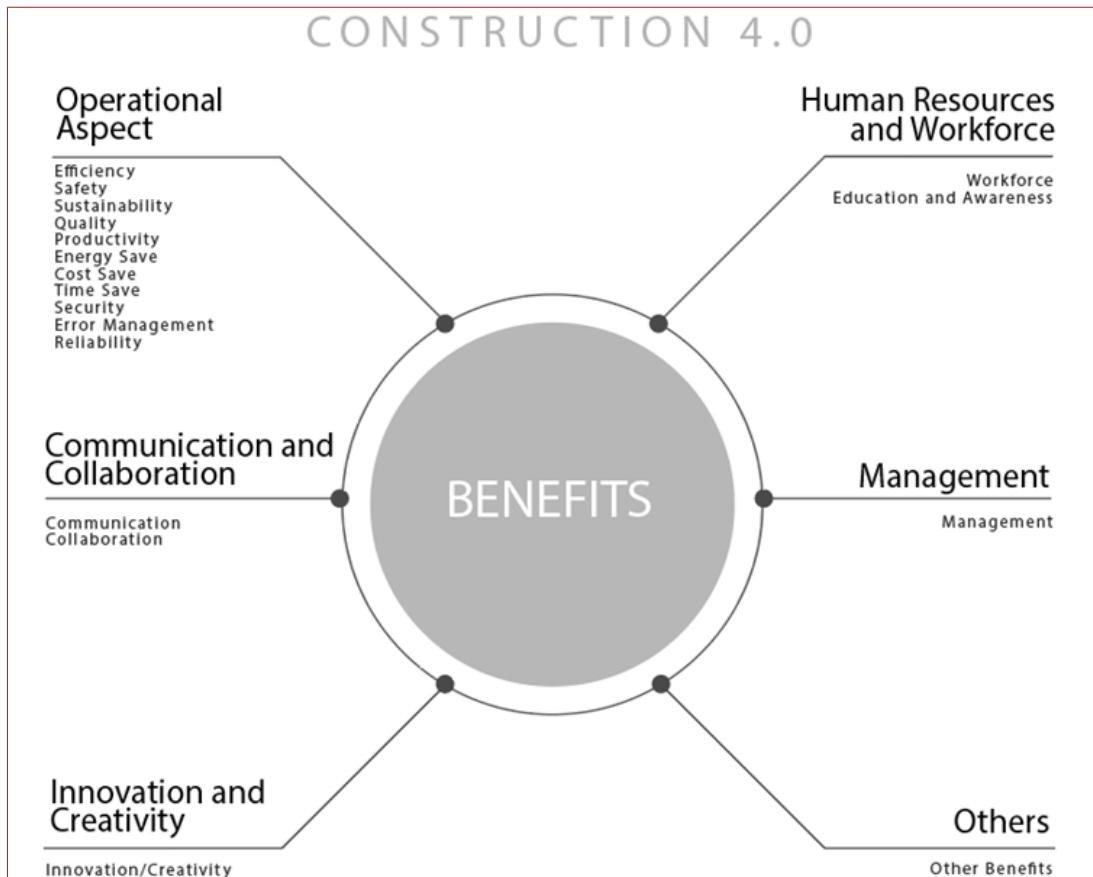 CONSTRUCTION 4.0
Operational
Aspect
Efficiency
Safety
Sustainability
Quality
Productivity
Energy Save
Cost Save
Time Save
Security
Error Management
Reliability
Human Resources
and Workforce
Workforce
Education and Awareness
Communication and
Collaboration
Communication
Collaboration
BENEFITS
Management
Management
Innovation and
Creativity
Innovation/Creativity
Others
Other Benefits